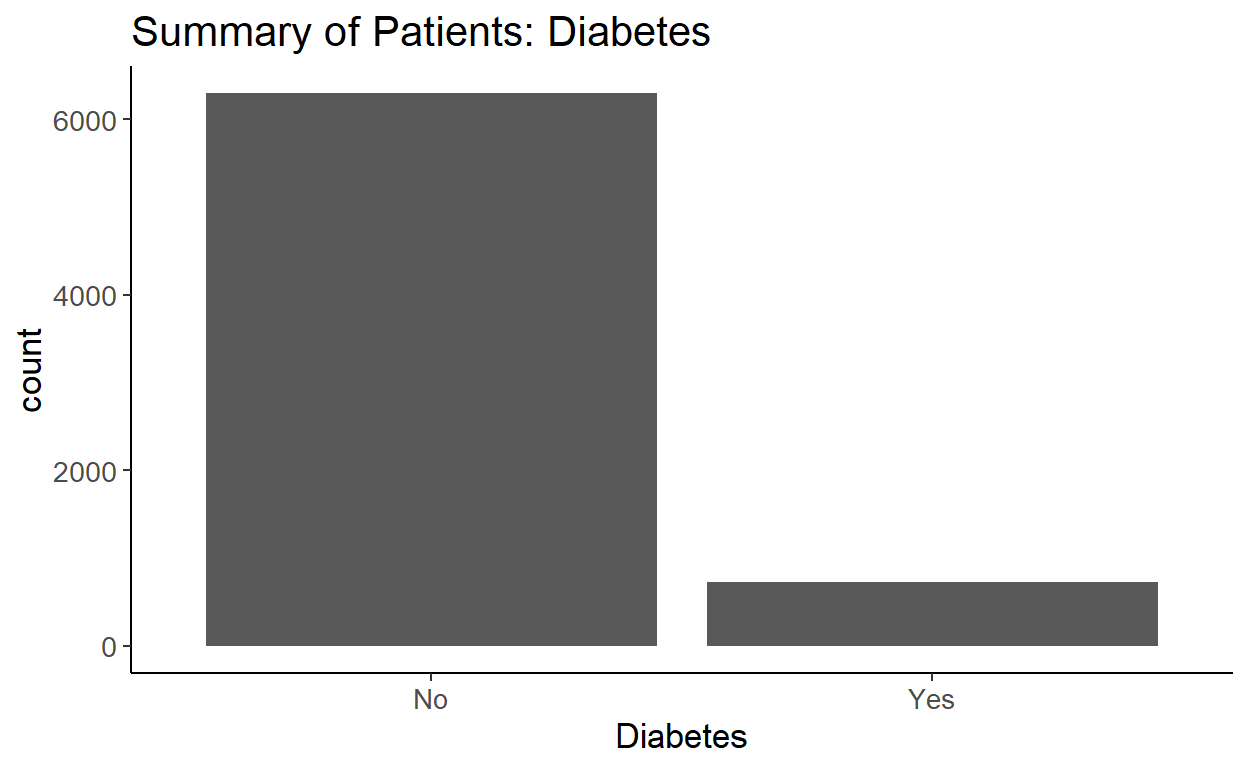 Summary of Patients: Diabetes
6000
4000
2000
0
count
No Yes
Diabetes